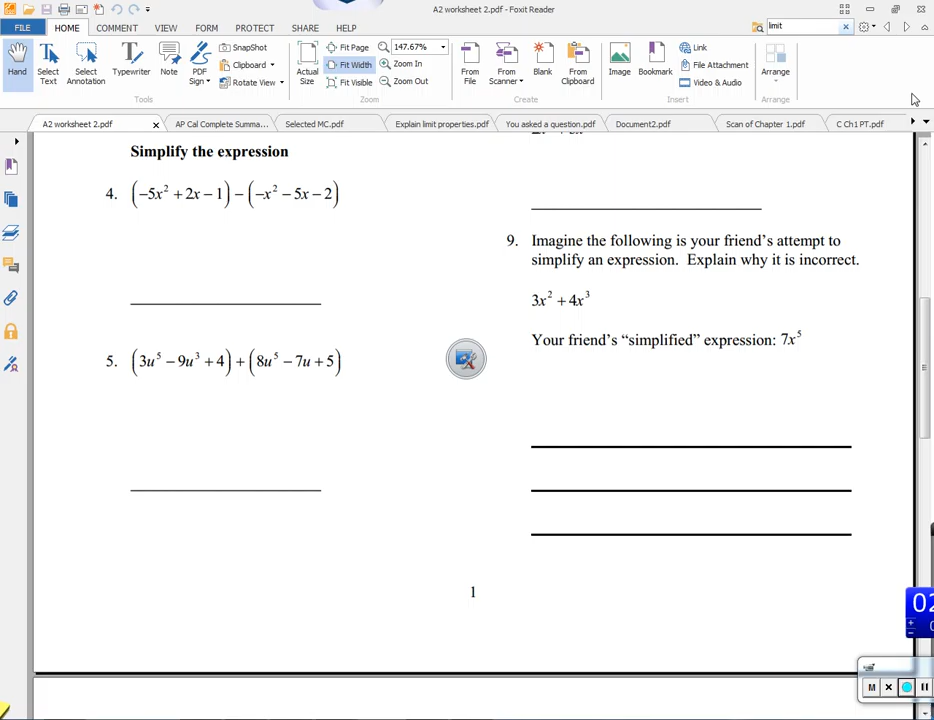 A2 worksheet 2.pdf - Foxit Reader
FILE HOME COMMENT VIEW FORM PROTECT SHARE HELP limit
Hand Select Text Select Annotation Typewriter Note PDF Sign SnapShot Clipboard Rotate View Actual Size Fit Page Fit Width Fit Visible 147.67% Zoom In Zoom Out From File From Scanner Blank From Clipboard Image Bookmark Link File Attachment Video & Audio Arrange
Tools Zoom Create Insert Arrange
A2 worksheet 2.pdf AP Cal Complete Summa... Selected MC.pdf Explain limit properties.pdf You asked a question.pdf Document2.pdf Scan of Chapter 1.pdf C Ch1 PT.pdf
Simplify the expression
4. (−5x² + 2x − 1) − (−x² − 5x − 2)
5. (3u⁵ − 9u³ + 4) + (8u⁵ − 7u + 5)
9. Imagine the following is your friend's attempt to
simplify an expression. Explain why it is incorrect.
3x² + 4x³
Your friend's “simplified” expression: 7x⁵
1
02
M